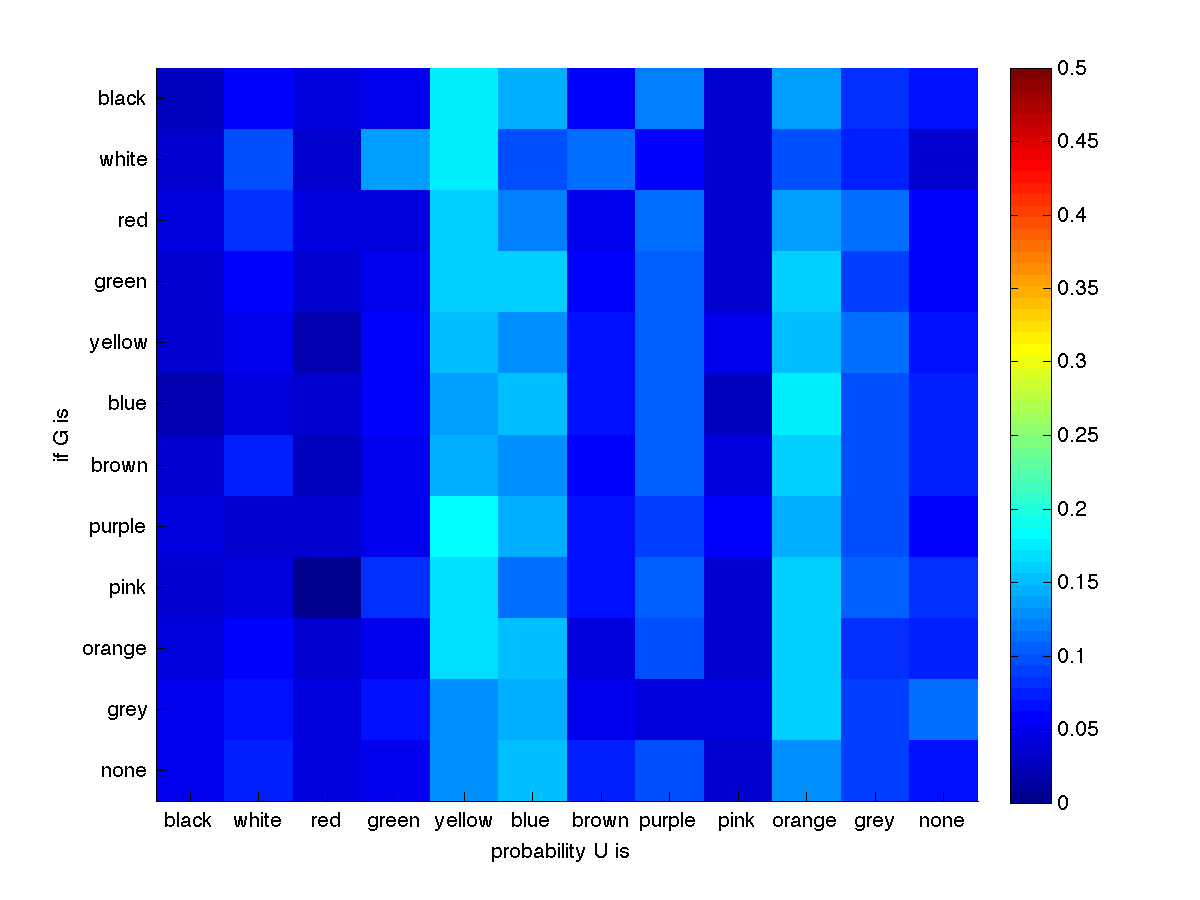 black
white
red
green
yellow
blue
brown
purple
pink
orange
grey
none
if G is
black white red green yellow blue brown purple pink orange grey none
probability U is
0.5
0.45
0.4
0.35
0.3
0.25
0.2
0.15
0.1
0.05
0